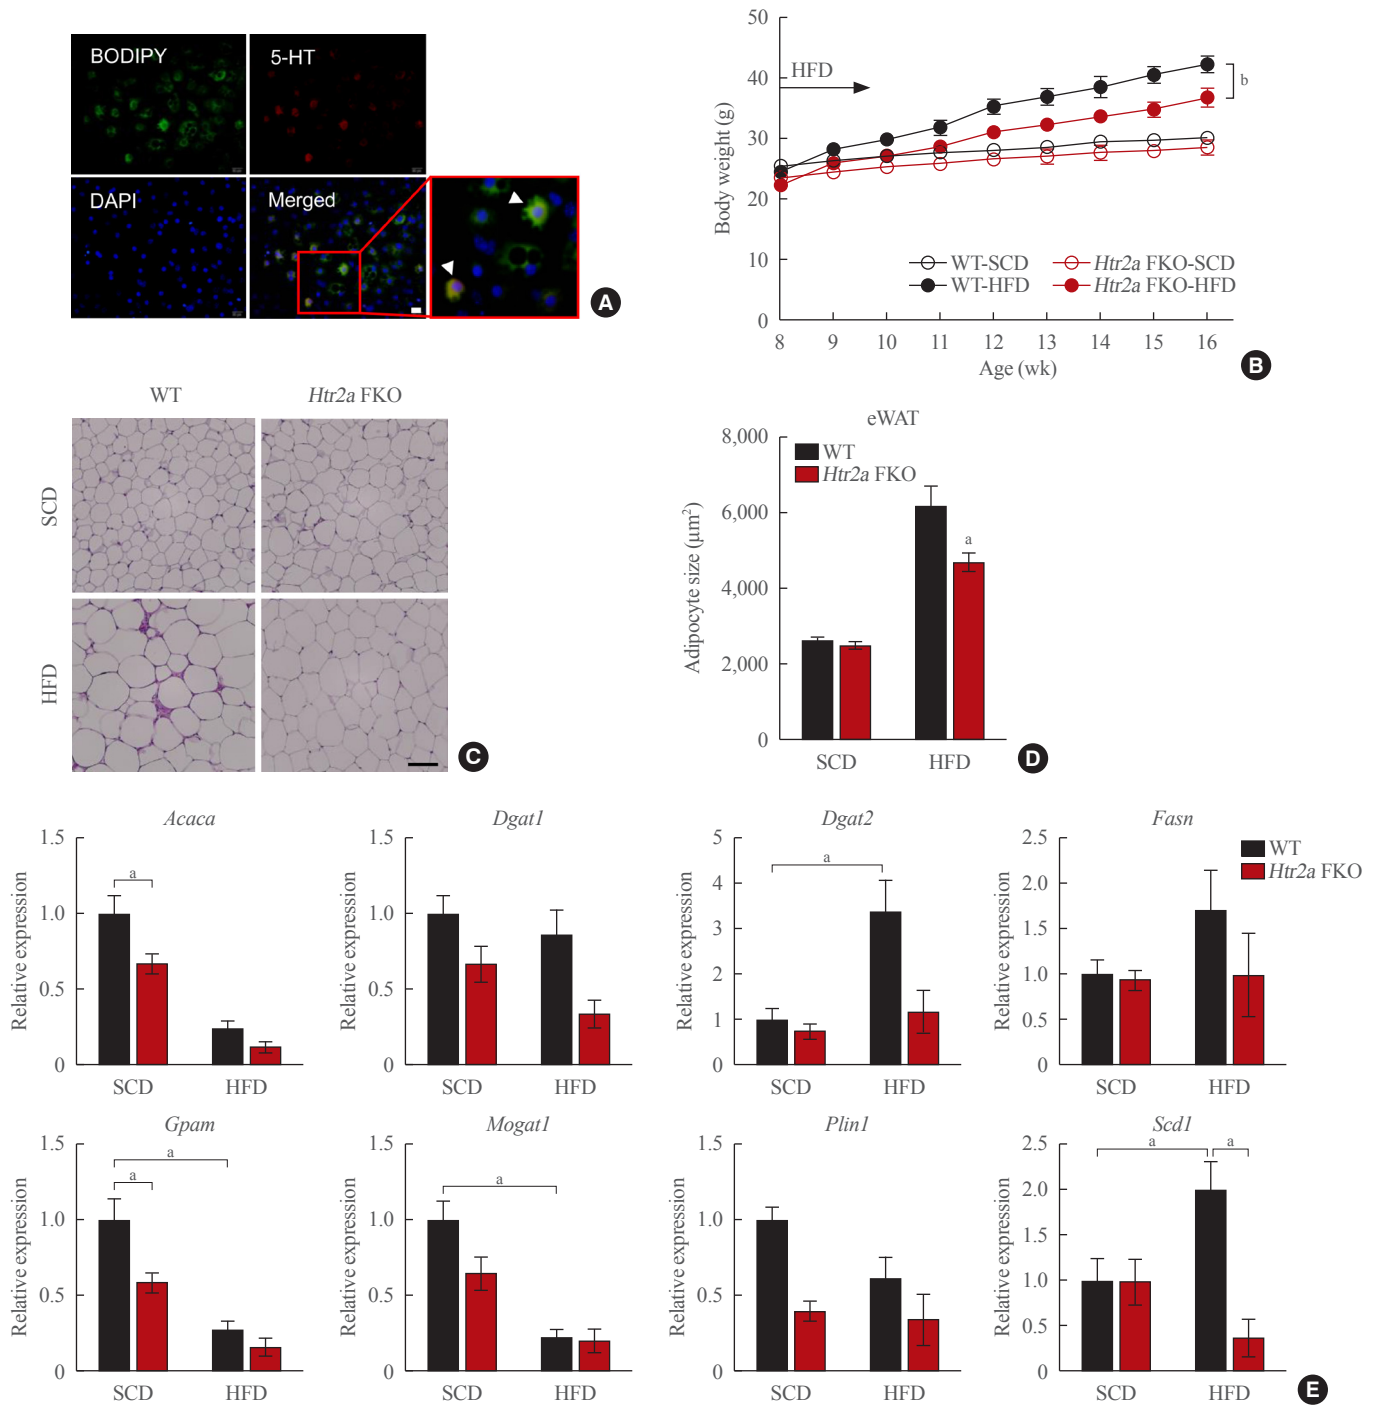 BODIPY
5-HT
DAPI
Merged
A
50
40
30
20
10
0
Body weight (g)
HFD
b
WT-SCD
Htr2a FKO-SCD
WT-HFD
Htr2a FKO-HFD
8 9 10 11 12 13 14 15 16
Age (wk)
B
WT
Htr2a FKO
SCD
HFD
C
eWAT
8,000
6,000
4,000
2,000
0
Adipocyte size (μm²)
WT
Htr2a FKO
a
SCD HFD
D
Acaca
1.5
1.0
0.5
0
Relative expression
a
SCD HFD
Dgat1
1.5
1.0
0.5
0
Relative expression
SCD HFD
Dgat2
5
4
3
2
1
0
Relative expression
a
SCD HFD
Fasn
2.5
2.0
1.5
1.0
0.5
0
Relative expression
WT
Htr2a FKO
SCD HFD
Gpam
1.5
1.0
0.5
0
Relative expression
a
a
SCD HFD
Mogat1
1.5
1.0
0.5
0
Relative expression
a
SCD HFD
Plin1
1.5
1.0
0.5
0
Relative expression
SCD HFD
Scd1
2.5
2.0
1.5
1.0
0.5
0
Relative expression
a a
SCD HFD
E